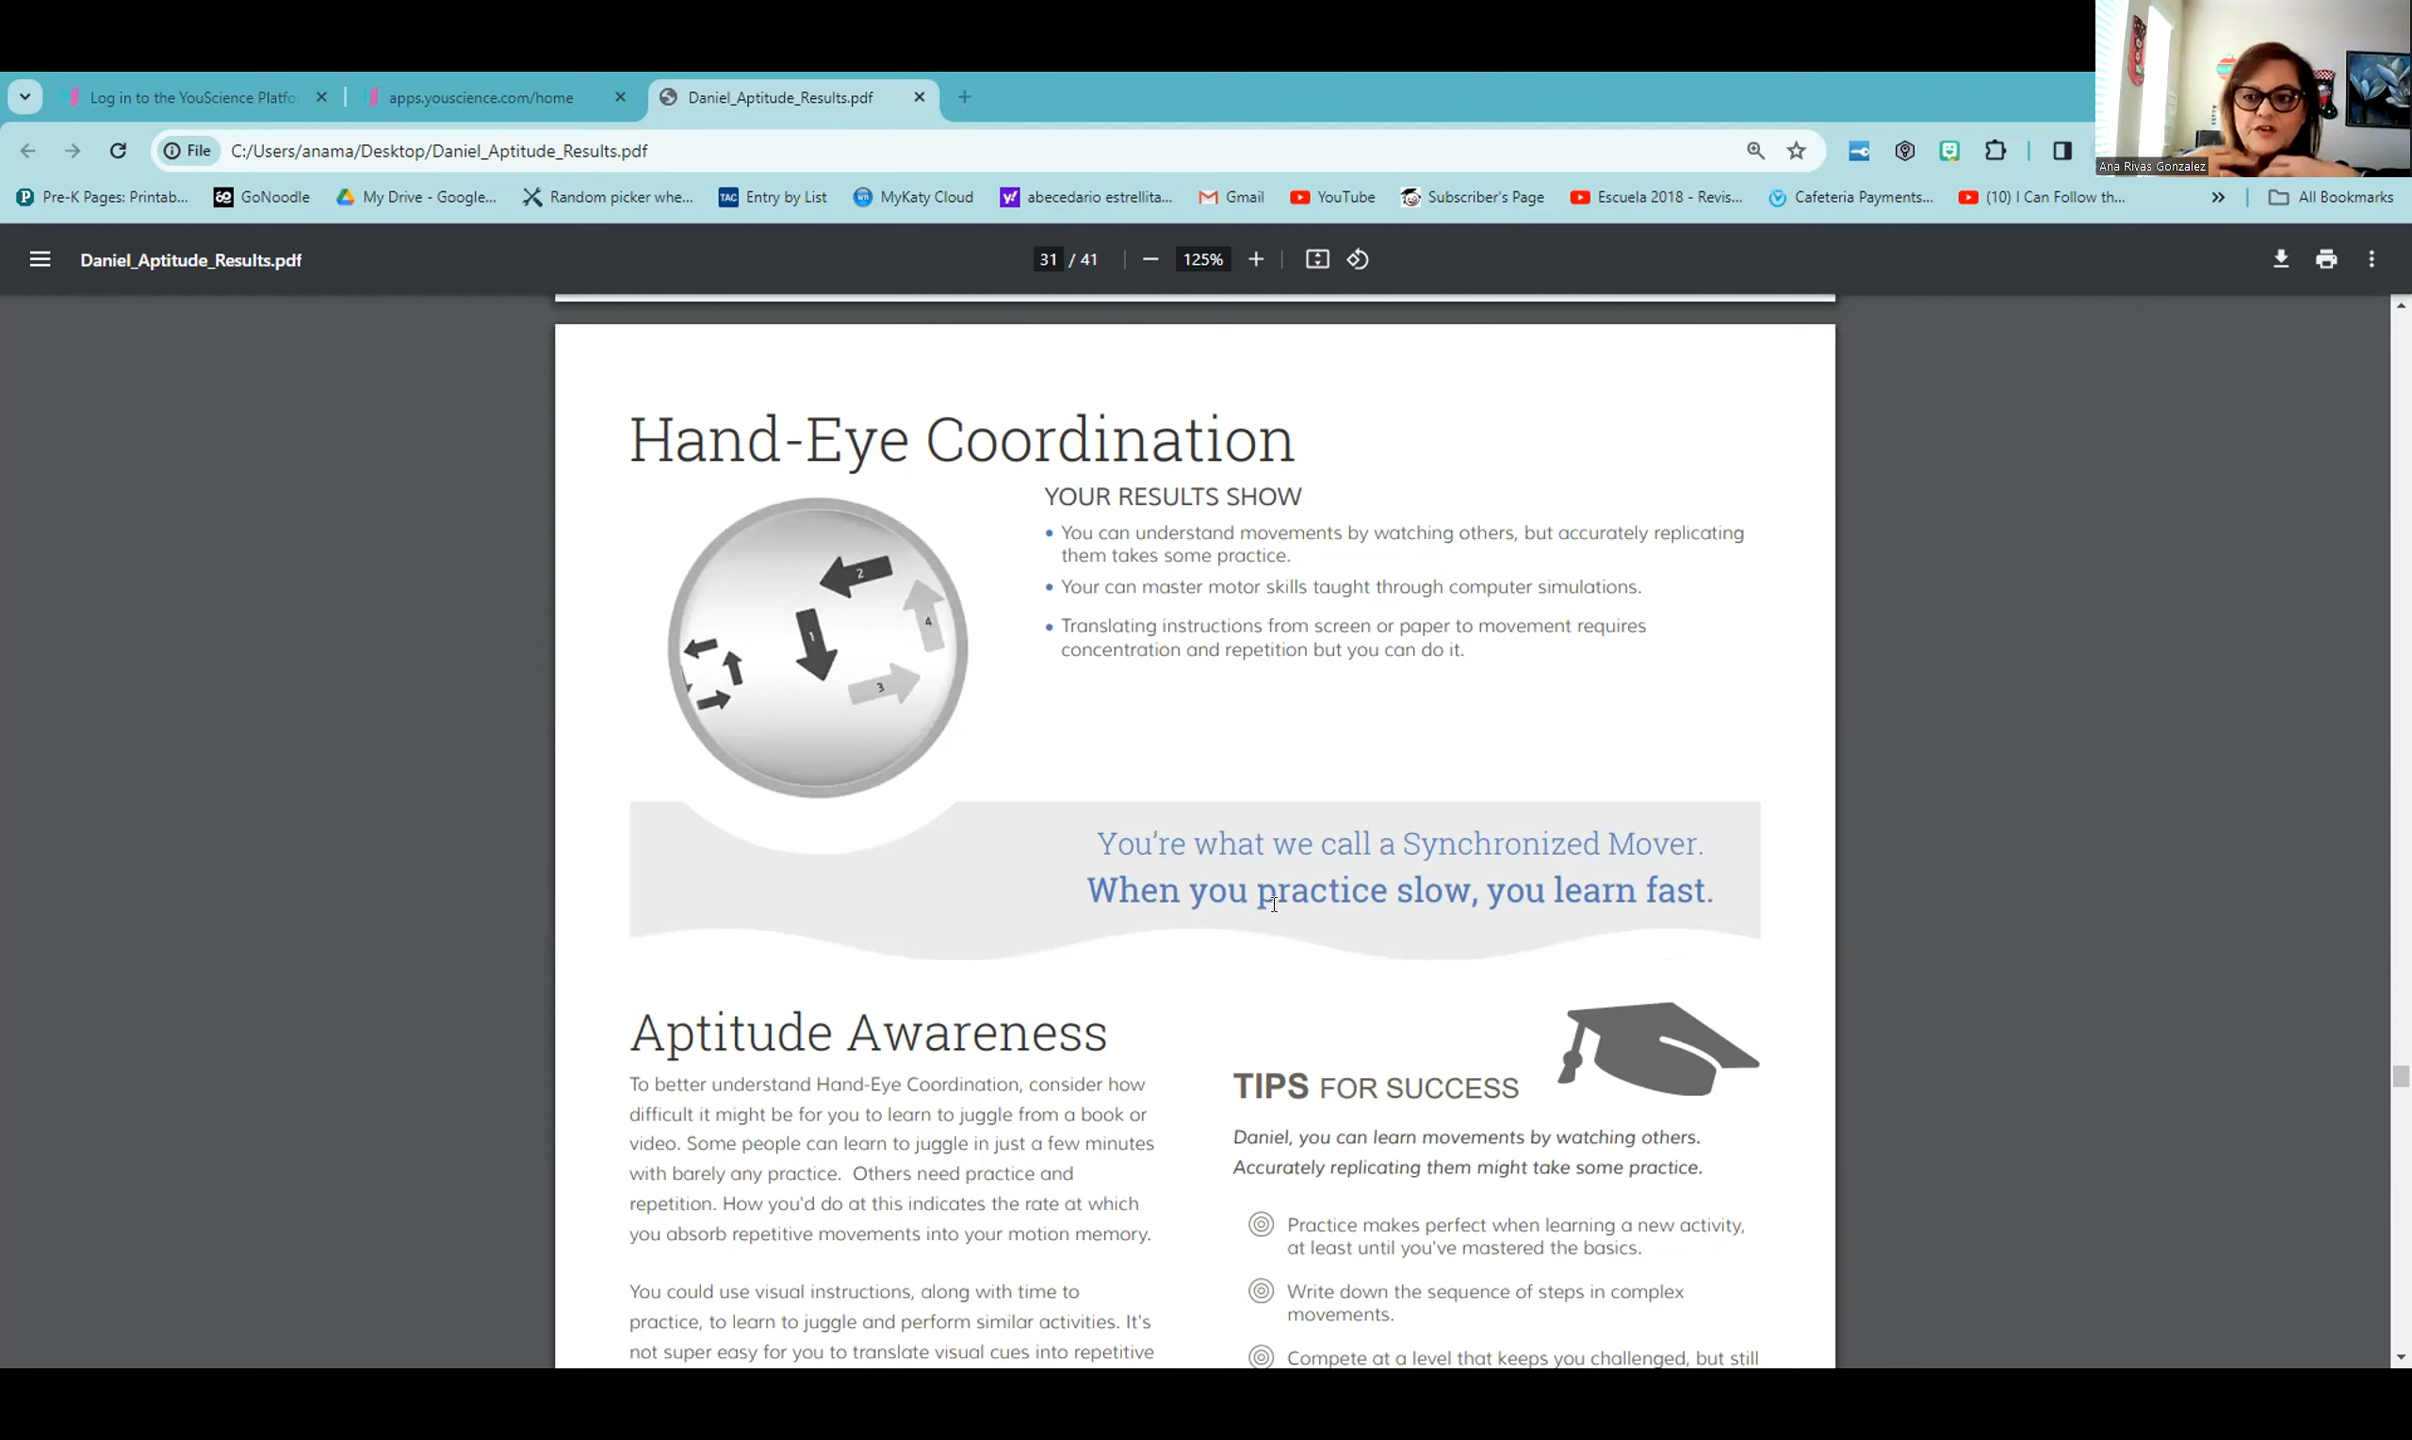 Log in to the YouScience Platfo
apps.youscience.com/home
Daniel_Aptitude_Results.pdf
File
C:/Users/anama/Desktop/Daniel_Aptitude_Results.pdf
Ana Rivas Gonzalez
Pre-K Pages: Printab...
GoNoodle
My Drive - Google...
Random picker whe...
TAC
Entry by List
MyKaty Cloud
abecedario estrellita...
Gmail
YouTube
Subscriber's Page
Escuela 2018 - Revis...
Cafeteria Payments...
(10) I Can Follow th...
All Bookmarks
Daniel_Aptitude_Results.pdf
31 / 41
125%
Hand-Eye Coordination
2
4
1
3
YOUR RESULTS SHOW
• You can understand movements by watching others, but accurately replicating
them takes some practice.
• Your can master motor skills taught through computer simulations.
• Translating instructions from screen or paper to movement requires
concentration and repetition but you can do it.
You're what we call a Synchronized Mover.
When you practice slow, you learn fast.
Aptitude Awareness
To better understand Hand-Eye Coordination, consider how
difficult it might be for you to learn to juggle from a book or
video. Some people can learn to juggle in just a few minutes
with barely any practice. Others need practice and
repetition. How you'd do at this indicates the rate at which
you absorb repetitive movements into your motion memory.
You could use visual instructions, along with time to
practice, to learn to juggle and perform similar activities. It's
not super easy for you to translate visual cues into repetitive
TIPS FOR SUCCESS
Daniel, you can learn movements by watching others.
Accurately replicating them might take some practice.
Practice makes perfect when learning a new activity,
at least until you've mastered the basics.
Write down the sequence of steps in complex
movements.
Compete at a level that keeps you challenged, but still